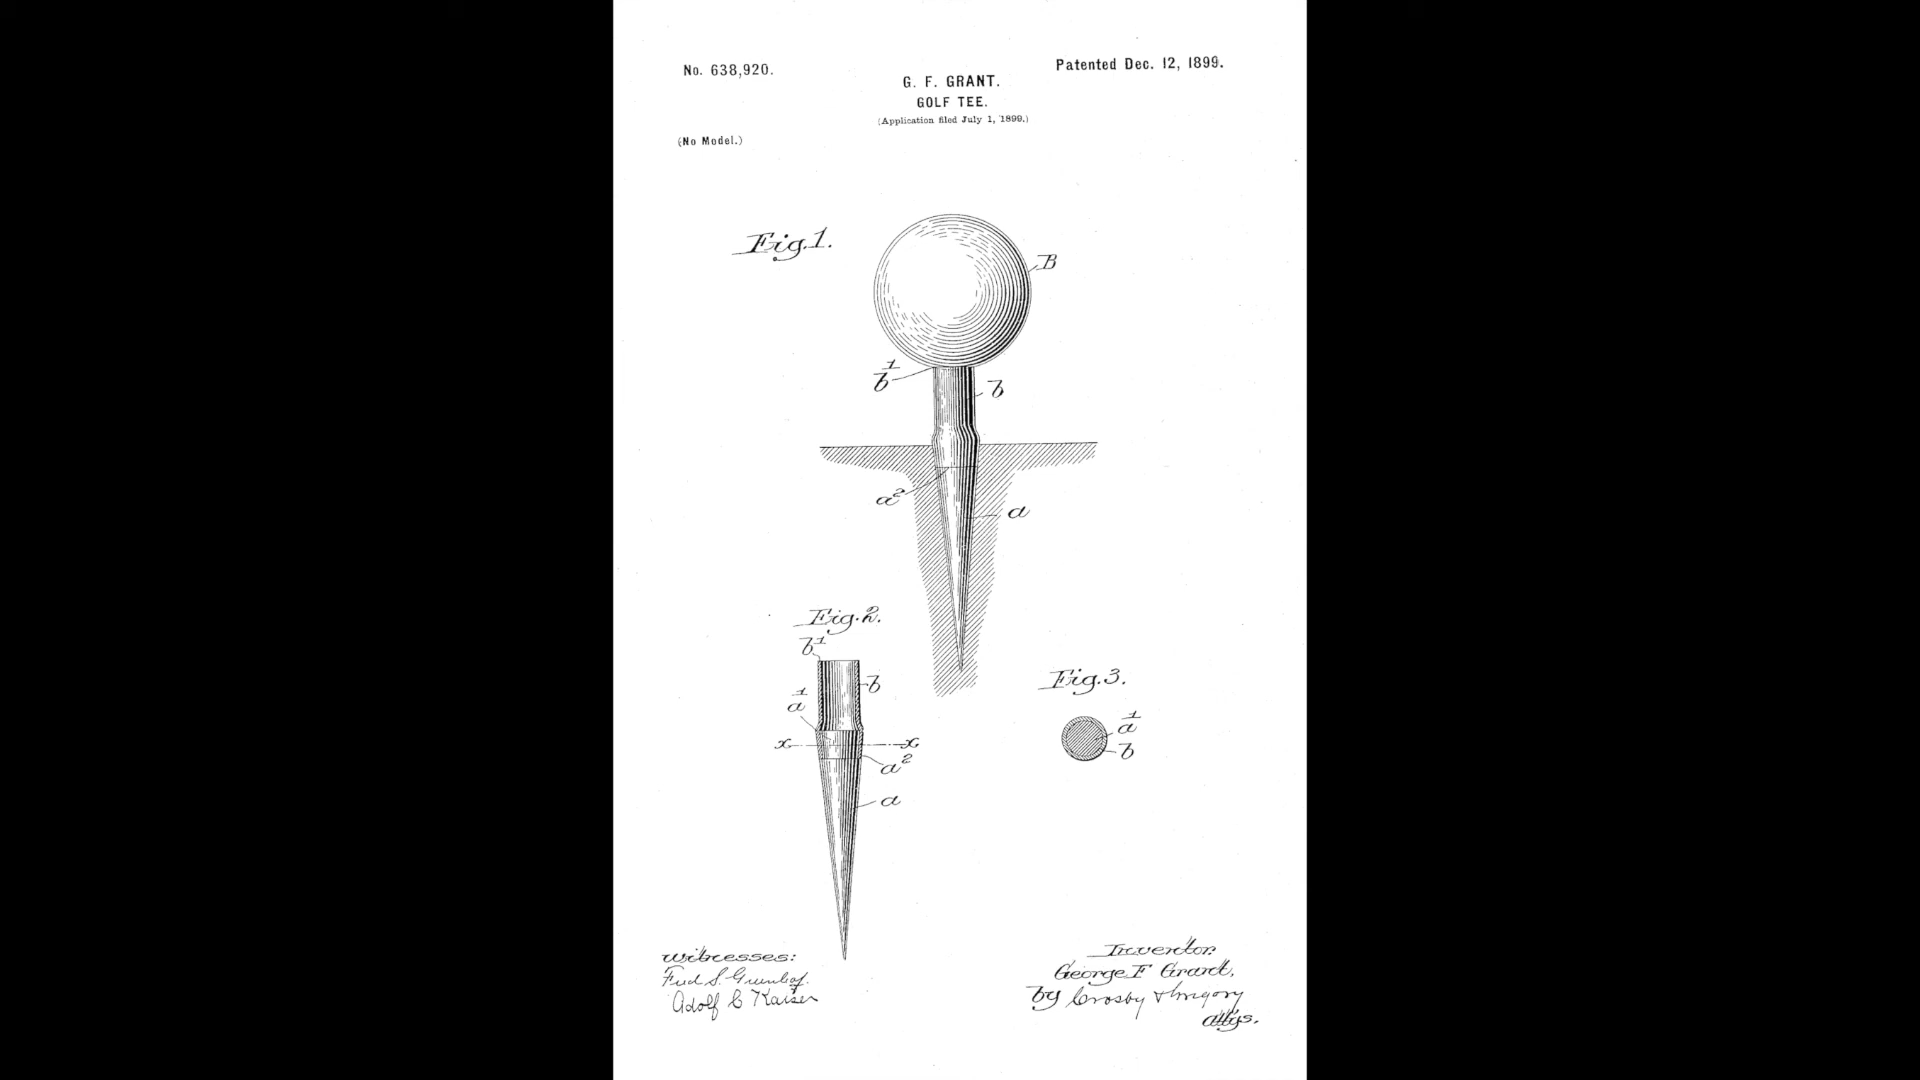 No. 638,920.
Patented Dec. 12, 1899.
G. F. GRANT.
GOLF TEE.
(Application filed July 1, 1899.)
(No Model.)
Fig.1.
B
b1
b
a2
a
Fig.2.
b1
b
a1
x x
a2
a
Fig.3.
a1
b
Witnesses:
Fred S.
Adolf C Kaiser
Inventor.
George F Grant,
by Crosby & Gregory
attys.